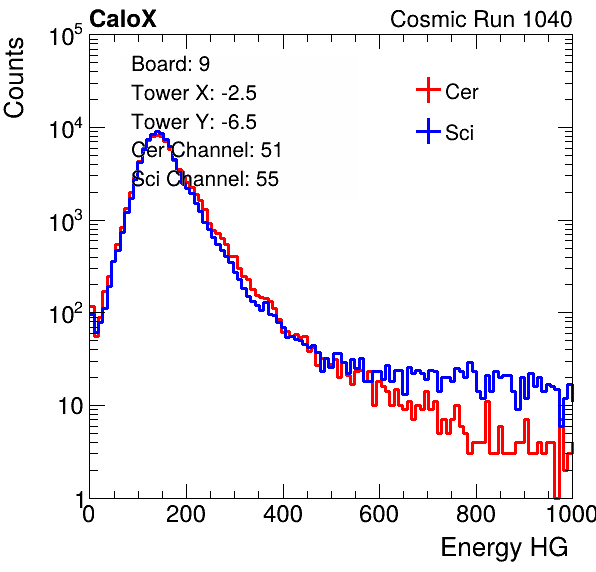 CaloX Cosmic Run 1040
Counts
10^5
10^4
10^3
10^2
10
1
Board: 9
Tower X: -2.5
Tower Y: -6.5
Cer Channel: 51
Sci Channel: 55
Cer
Sci
0 200 400 600 800 1000
Energy HG